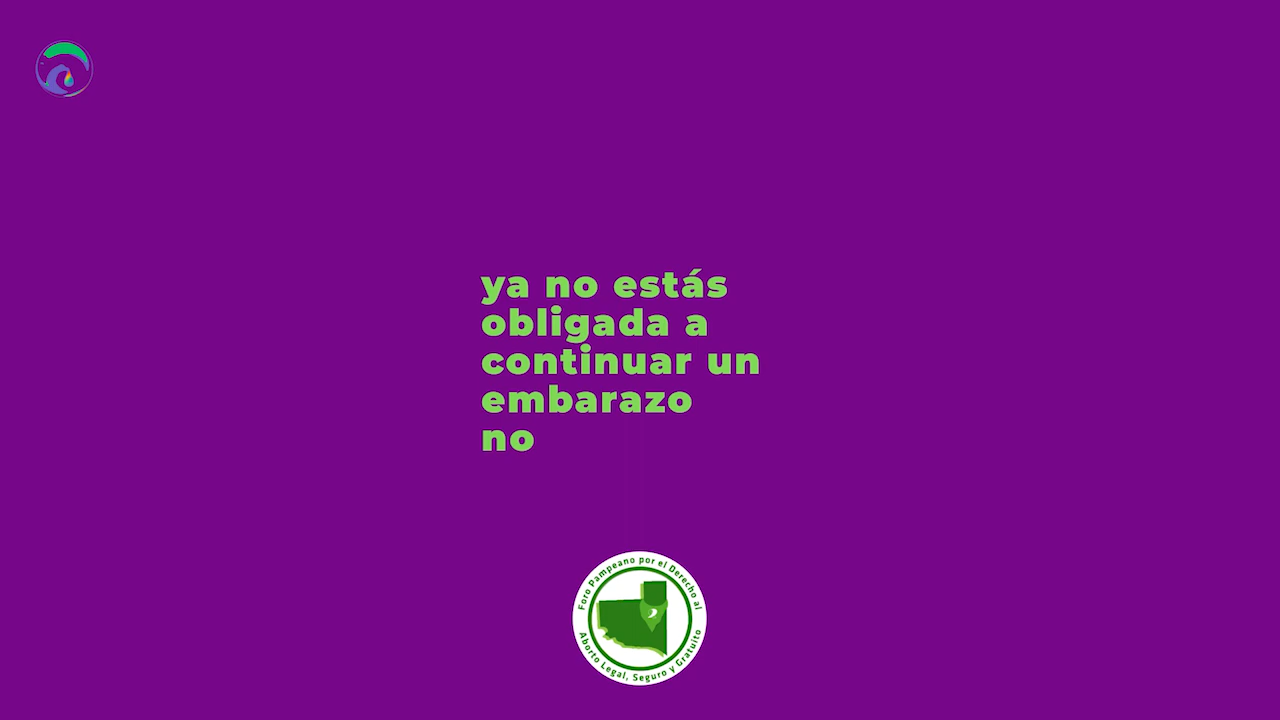 ya no estás
obligada a
continuar un
embarazo
no
Foro Pampeano por el Derecho al
Aborto Legal, Seguro y Gratuito